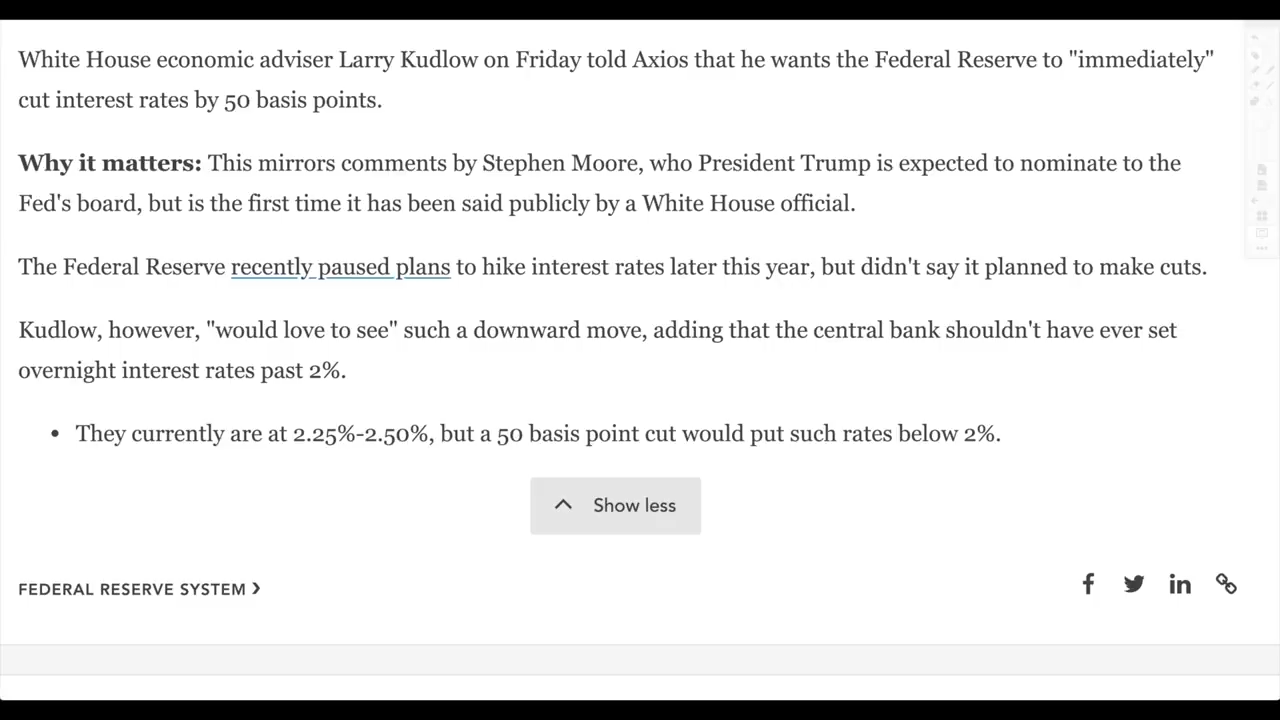 White House economic adviser Larry Kudlow on Friday told Axios that he wants the Federal Reserve to "immediately"
cut interest rates by 50 basis points.
Why it matters: This mirrors comments by Stephen Moore, who President Trump is expected to nominate to the
Fed's board, but is the first time it has been said publicly by a White House official.
The Federal Reserve recently paused plans to hike interest rates later this year, but didn't say it planned to make cuts.
Kudlow, however, "would love to see" such a downward move, adding that the central bank shouldn't have ever set
overnight interest rates past 2%.
• They currently are at 2.25%-2.50%, but a 50 basis point cut would put such rates below 2%.
Show less
FEDERAL RESERVE SYSTEM ›